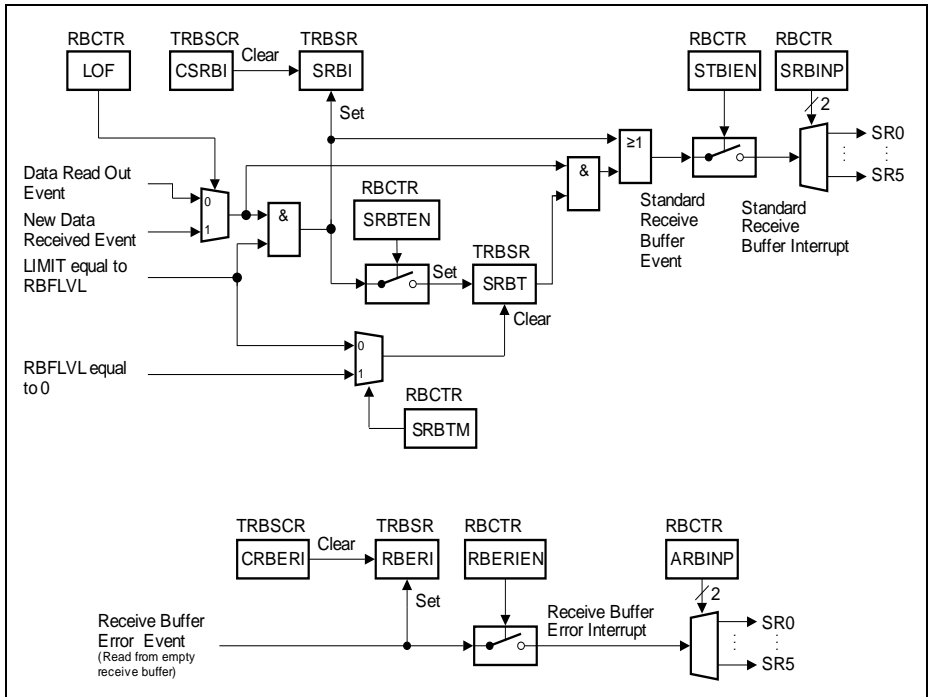 RBCTR
LOF
TRBSCR
CSRBI
Clear
TRBSR
SRBI
Set
RBCTR
STBIEN
RBCTR
SRBINP
2
SR0
SR5
≥1
&
Data Read Out
Event
0
New Data
Received Event
1
&
LIMIT equal to
RBFLVL
RBCTR
SRBTEN
Set
TRBSR
SRBT
Clear
Standard
Receive
Buffer
Event
Standard
Receive
Buffer Interrupt
0
RBFLVL equal
to 0
1
RBCTR
SRBTM
TRBSCR
CRBERI
Clear
TRBSR
RBERI
Set
RBCTR
RBERIEN
RBCTR
ARBINP
2
SR0
SR5
Receive Buffer
Error Event
(Read from empty
receive buffer)
Receive Buffer
Error Interrupt